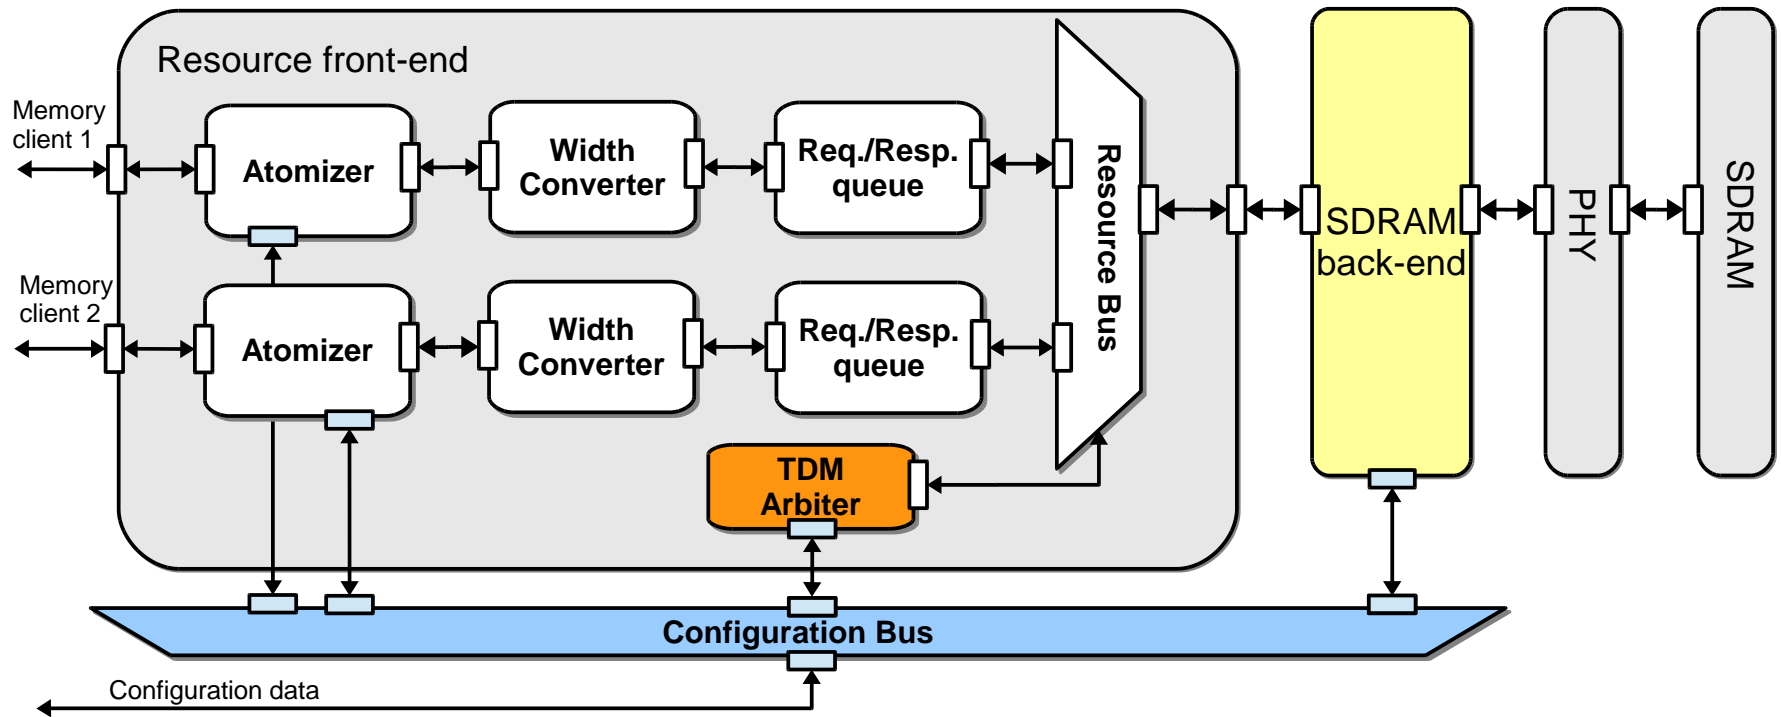 Resource front-end
Memory
client 1
Atomizer
Width
Converter
Req./Resp.
queue
Resource Bus
SDRAM
back-end
PHY
SDRAM
Memory
client 2
Atomizer
Width
Converter
Req./Resp.
queue
TDM
Arbiter
Configuration Bus
Configuration data